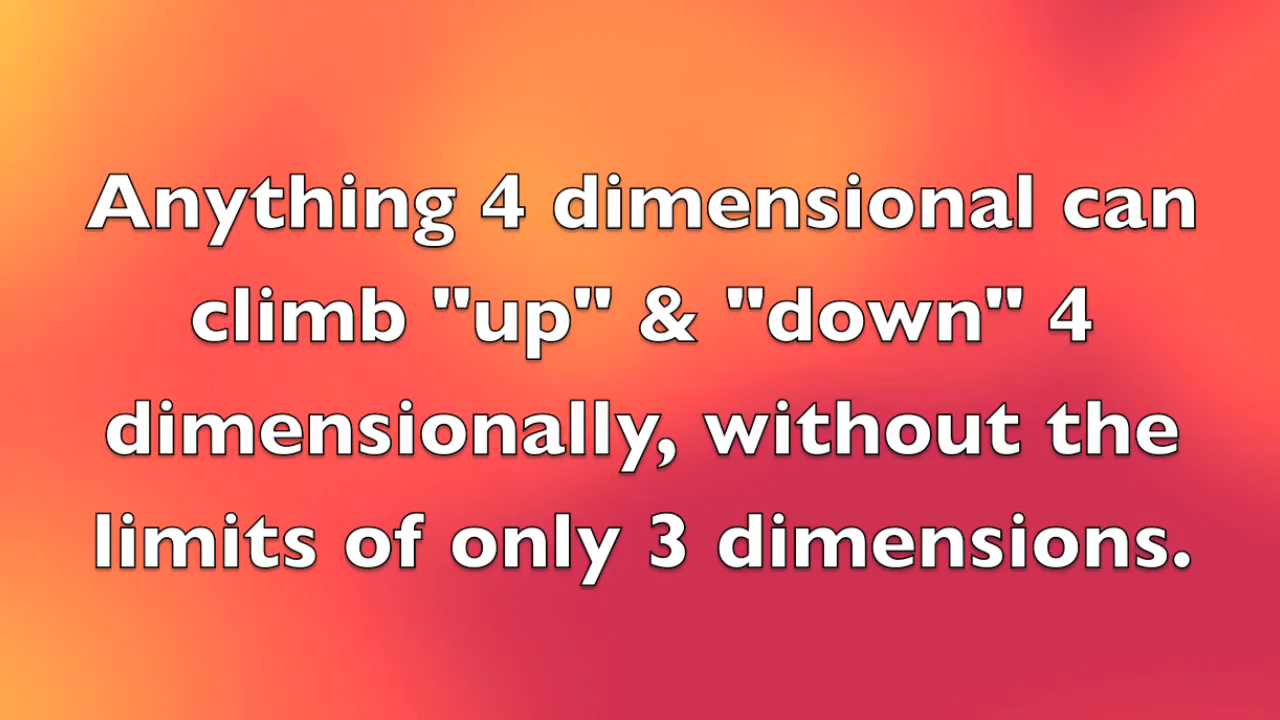 Anything 4 dimensional can
climb "up" & "down" 4
dimensionally, without the
limits of only 3 dimensions.